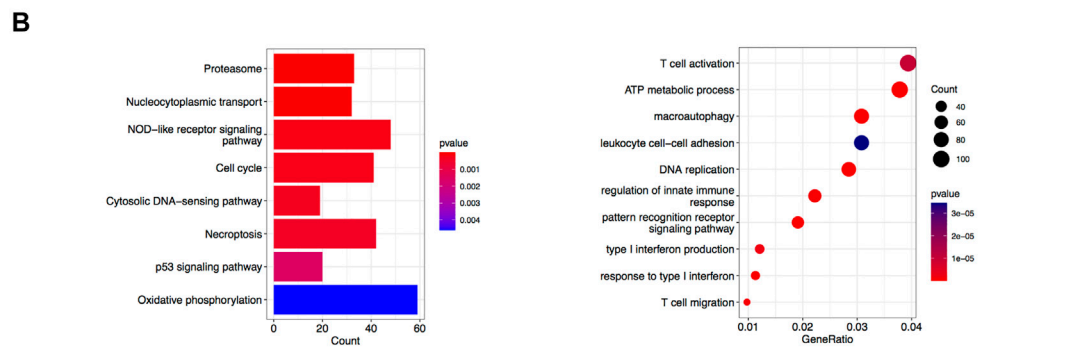 B
Proteasome
Nucleocytoplasmic transport
NOD–like receptor signaling
pathway
Cell cycle
Cytosolic DNA–sensing pathway
Necroptosis
p53 signaling pathway
Oxidative phosphorylation
0 20 40 60
Count
pvalue
0.001
0.002
0.003
0.004
T cell activation
ATP metabolic process
macroautophagy
leukocyte cell–cell adhesion
DNA replication
regulation of innate immune
response
pattern recognition receptor
signaling pathway
type I interferon production
response to type I interferon
T cell migration
0.01 0.02 0.03 0.04
GeneRatio
Count
40
60
80
100
pvalue
3e–05
2e–05
1e–05